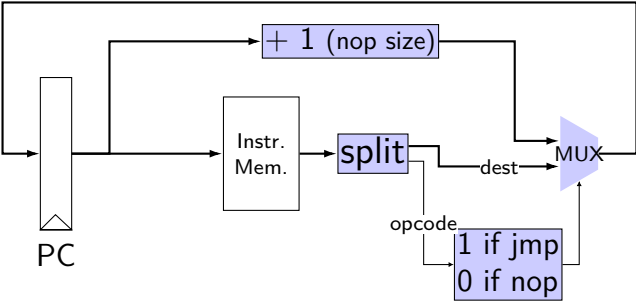 + 1 (nop size)
Instr.
Mem.
split
MUX
dest
opcode
1 if jmp
0 if nop
PC